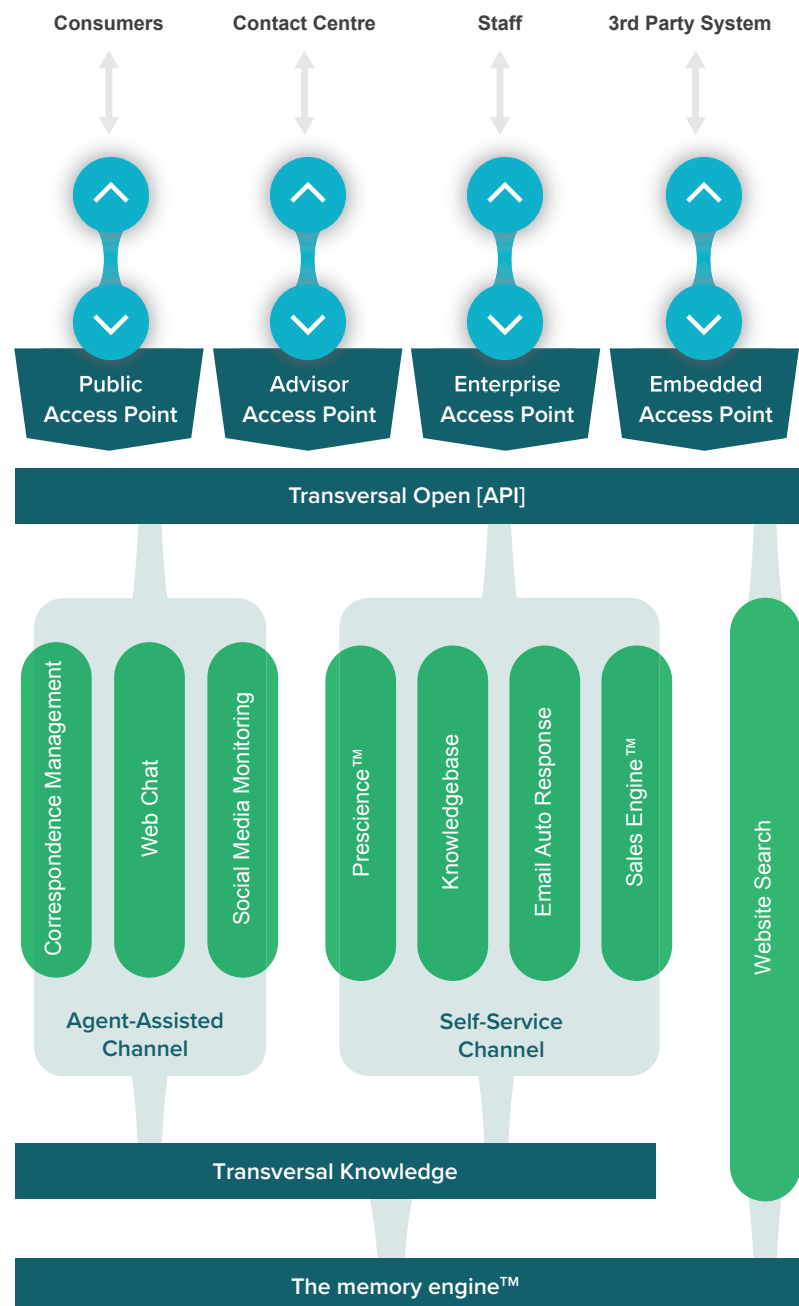 Consumers
Contact Centre
Staff
3rd Party System
Public
Access Point
Advisor
Access Point
Enterprise
Access Point
Embedded
Access Point
Transversal Open [API]
Correspondence Management
Web Chat
Social Media Monitoring
Prescience™
Knowledgebase
Email Auto Response
Sales Engine™
Website Search
Agent-Assisted
Channel
Self-Service
Channel
Transversal Knowledge
The memory engine™